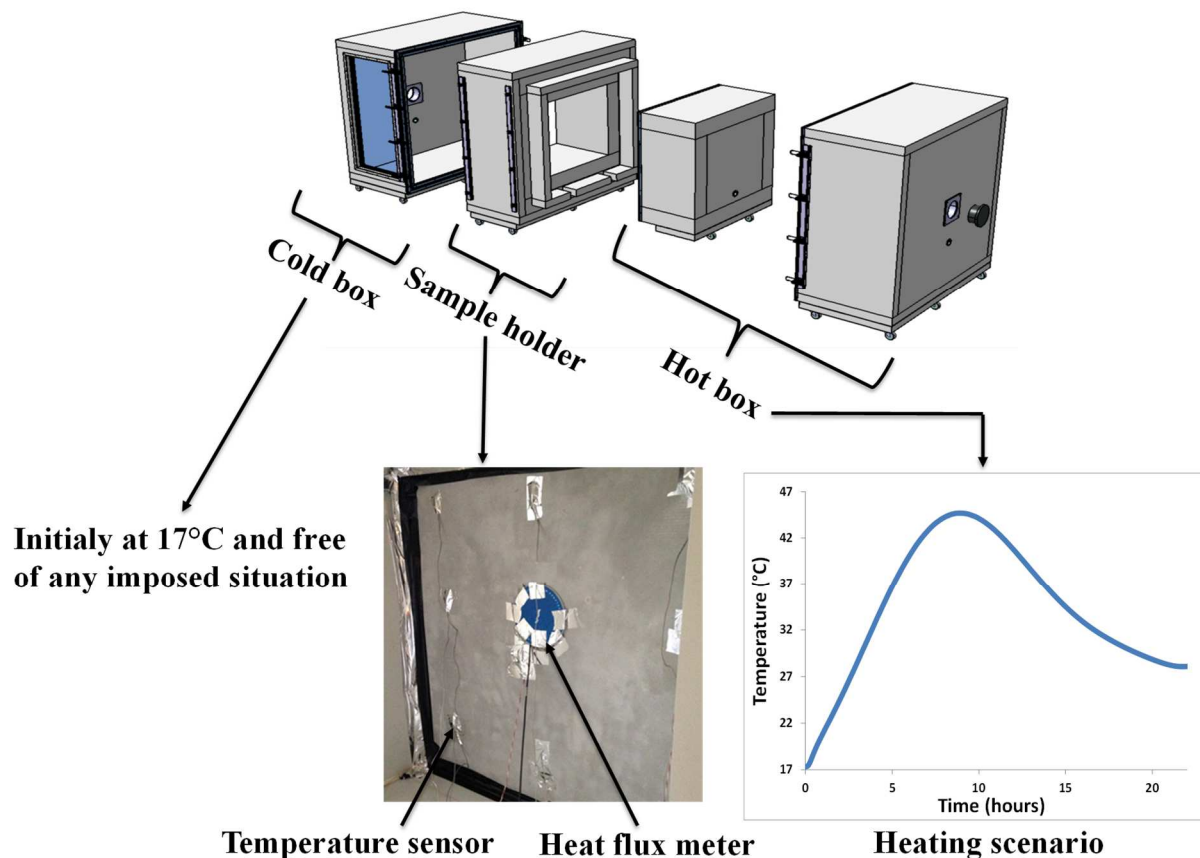 Cold box
Sample holder
Hot box
Initialy at 17°C and free
of any imposed situation
Temperature sensor
Heat flux meter
Temperature (°C)
47
42
37
32
27
22
17
0
5
10
15
20
Time (hours)
Heating scenario